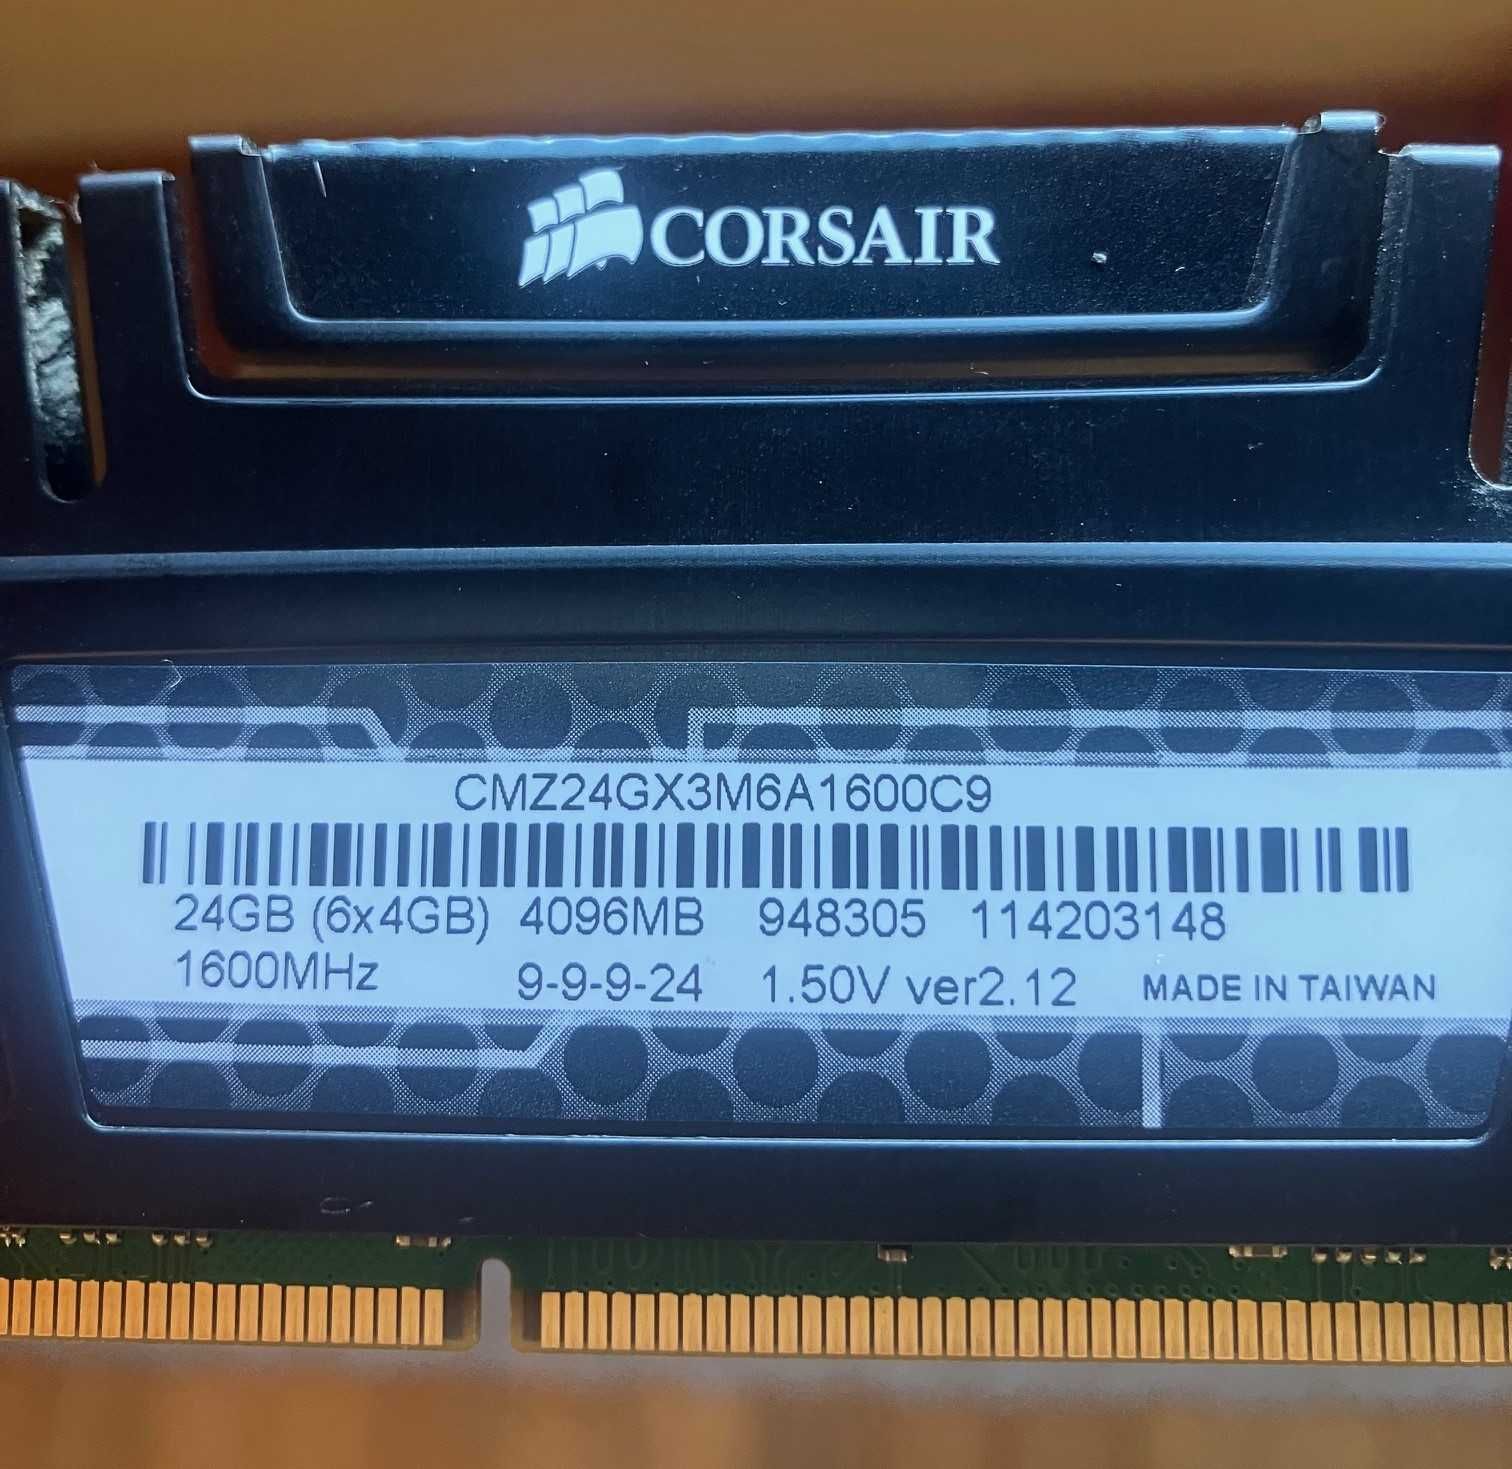 CORSAIR
CMZ24GX3M6A1600C9
24GB (6x4GB) 4096MB 948305 114203148
1600MHz 9-9-9-24 1.50V ver2.12 MADE IN TAIWAN